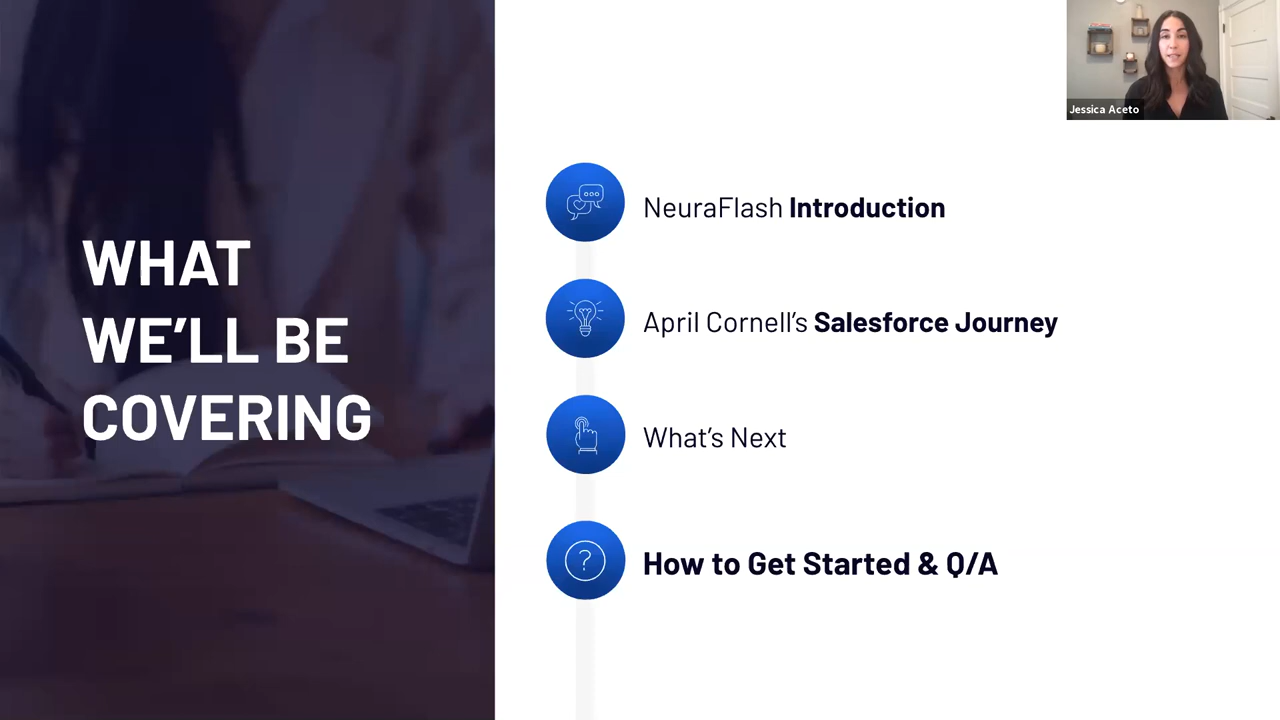 Jessica Aceto
WHAT
WE’LL BE
COVERING
NeuraFlash Introduction
April Cornell’s Salesforce Journey
What’s Next
? How to Get Started & Q/A